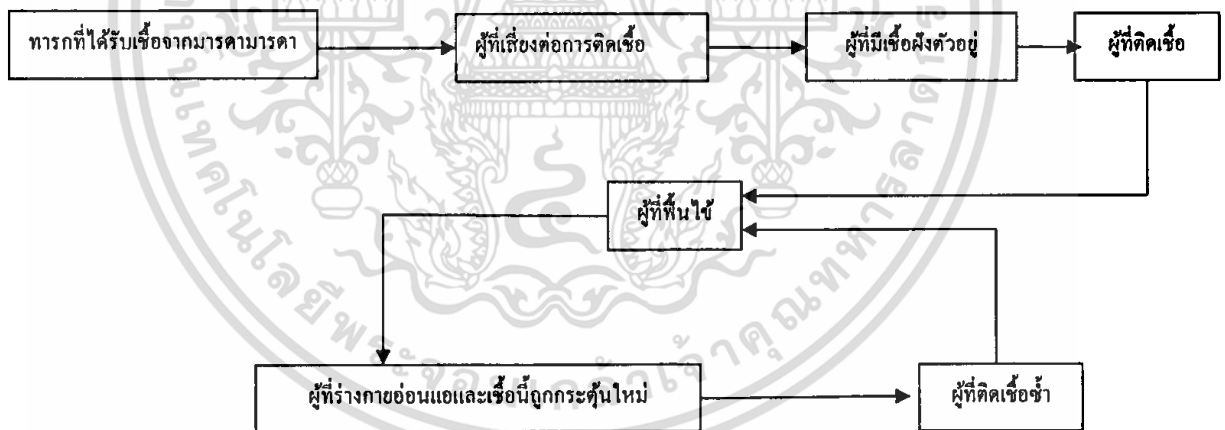 ทารกที่ได้รับเชื้อจากมารดามารดา
ผู้ที่เสี่ยงต่อการติดเชื้อ
ผู้ที่มีเชื้อฝังตัวอยู่
ผู้ที่ติดเชื้อ
ผู้ที่ฟื้นไข้
ผู้ที่ร่างกายอ่อนแอและเชื้อนี้ถูกกระตุ้นใหม่
ผู้ที่ติดเชื้อซ้ำ